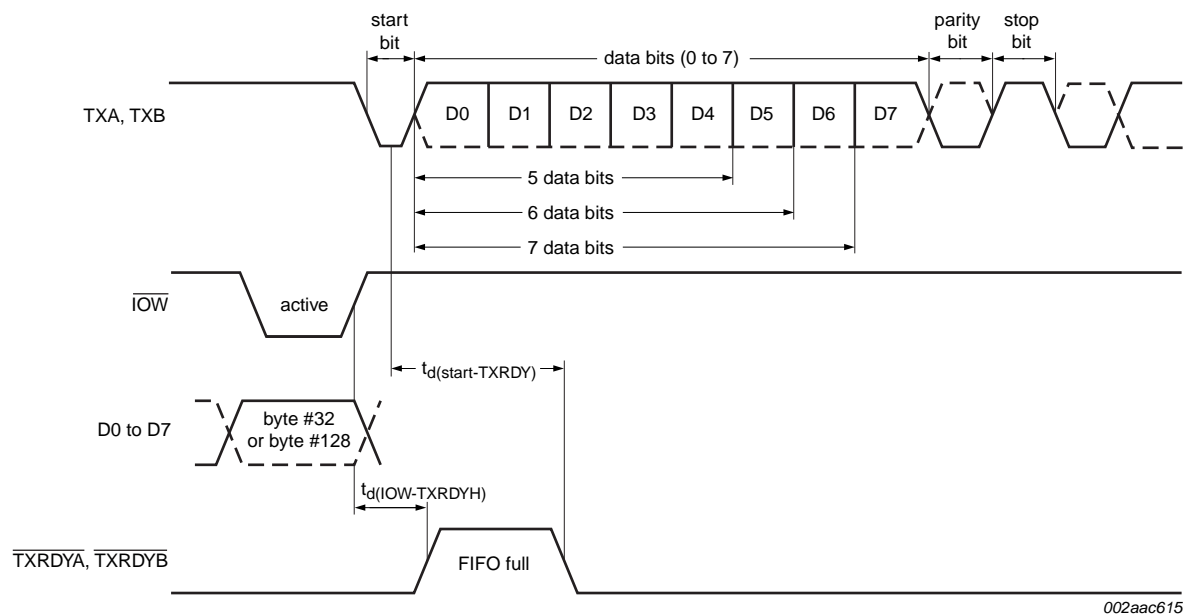 start
bit
data bits (0 to 7)
parity
bit
stop
bit
TXA, TXB
D0 D1 D2 D3 D4 D5 D6 D7
5 data bits
6 data bits
7 data bits
IOW
active
td(start-TXRDY)
D0 to D7
byte #32
or byte #128
td(IOW-TXRDYH)
TXRDYA, TXRDYB
FIFO full
002aac615